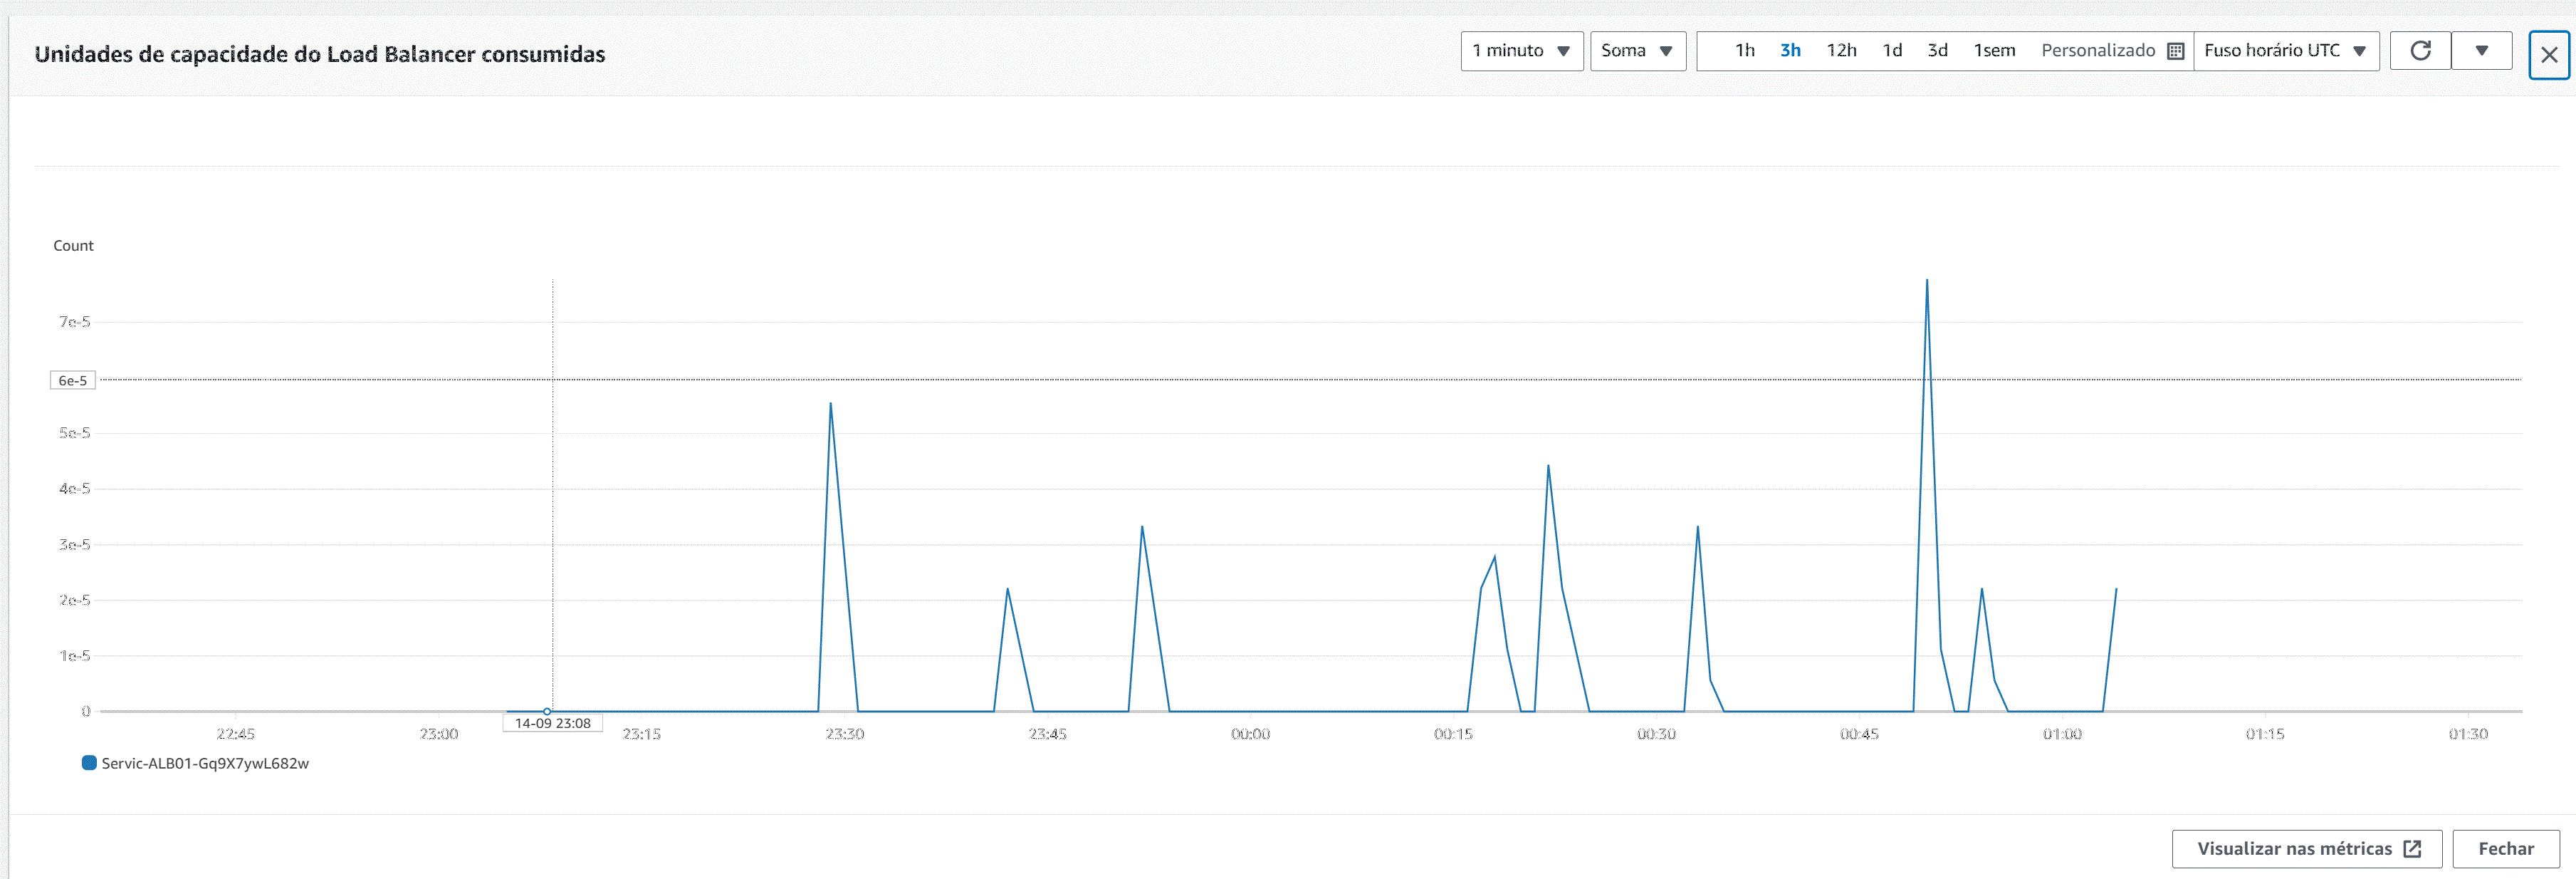 Unidades de capacidade do Load Balancer consumidas
1 minuto
Soma
1h 3h 12h 1d 3d 1sem Personalizado
Fuso horário UTC
Count
7e-5
6e-5
5e-5
4e-5
3e-5
2e-5
1e-5
0
14-09 23:08
22:45 23:00 23:15 23:30 23:45 00:00 00:15 00:30 00:45 01:00 01:15 01:30
Servic-ALB01-Gq9X7ywL682w
Visualizar nas métricas
Fechar